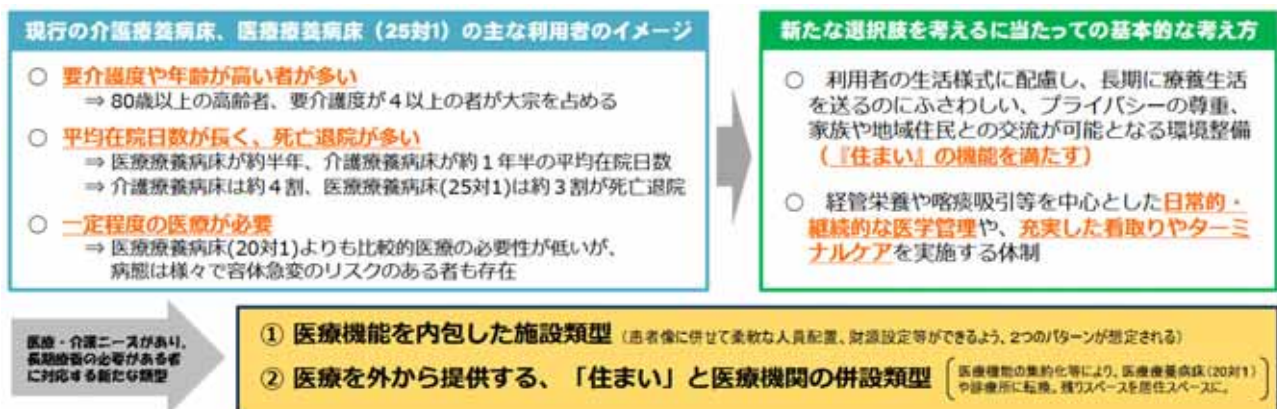 現行の介護療養病床、医療療養病床（25対1）の主な利用者のイメージ
○ 要介護度や年齢が高い者が多い
⇒ 80歳以上の高齢者、要介護度が４以上の者が大宗を占める
○ 平均在院日数が長く、死亡退院が多い
⇒ 医療療養病床が約半年、介護療養病床が約１年半の平均在院日数
⇒ 介護療養病床は約４割、医療療養病床(25対1)は約３割が死亡退院
○ 一定程度の医療が必要
⇒ 医療療養病床(20対1)よりも比較的医療の必要性が低いが、
病態は様々で容体急変のリスクのある者も存在
新たな選択肢を考えるに当たっての基本的な考え方
○ 利用者の生活様式に配慮し、長期に療養生活
を送るのにふさわしい、プライバシーの尊重、
家族や地域住民との交流が可能となる環境整備
（『住まい』の機能を満たす）
○ 経管栄養や喀痰吸引等を中心とした日常的・
継続的な医学管理や、充実した看取りやターミ
ナルケアを実施する体制
医療・介護ニーズがあり、
長期療養の必要がある者
に対応する新たな類型
① 医療機能を内包した施設類型（患者像に併せて柔軟な人員配置、財源設定等ができるよう、2つのパターンが想定される）
② 医療を外から提供する、「住まい」と医療機関の併設類型
医療機能の集約化等により、医療療養病床(20対1)
や診療所に転換。残りスペースを居住スペースに。